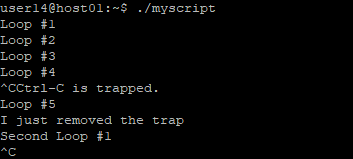 user14@host01:~$ ./myscript
Loop #1
Loop #2
Loop #3
Loop #4
^CCtrl-C is trapped.
Loop #5
I just removed the trap
Second Loop #1
^C